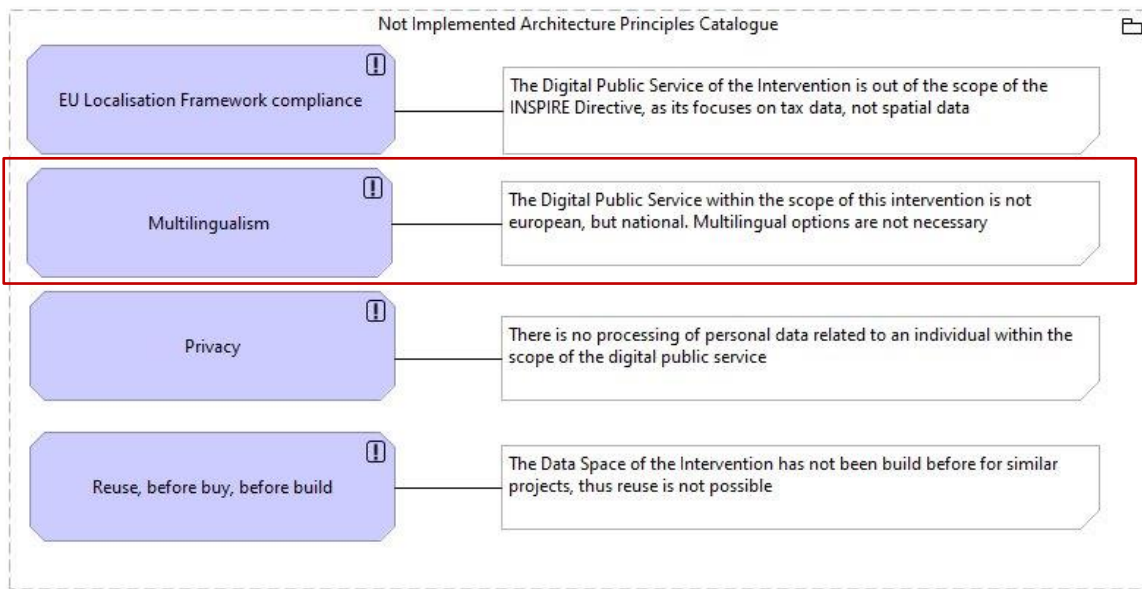 Not Implemented Architecture Principles Catalogue
EU Localisation Framework compliance
The Digital Public Service of the Intervention is out of the scope of the
INSPIRE Directive, as its focuses on tax data, not spatial data
Multilingualism
The Digital Public Service within the scope of this intervention is not
european, but national. Multilingual options are not necessary
Privacy
There is no processing of personal data related to an individual within the
scope of the digital public service
Reuse, before buy, before build
The Data Space of the Intervention has not been build before for similar
projects, thus reuse is not possible